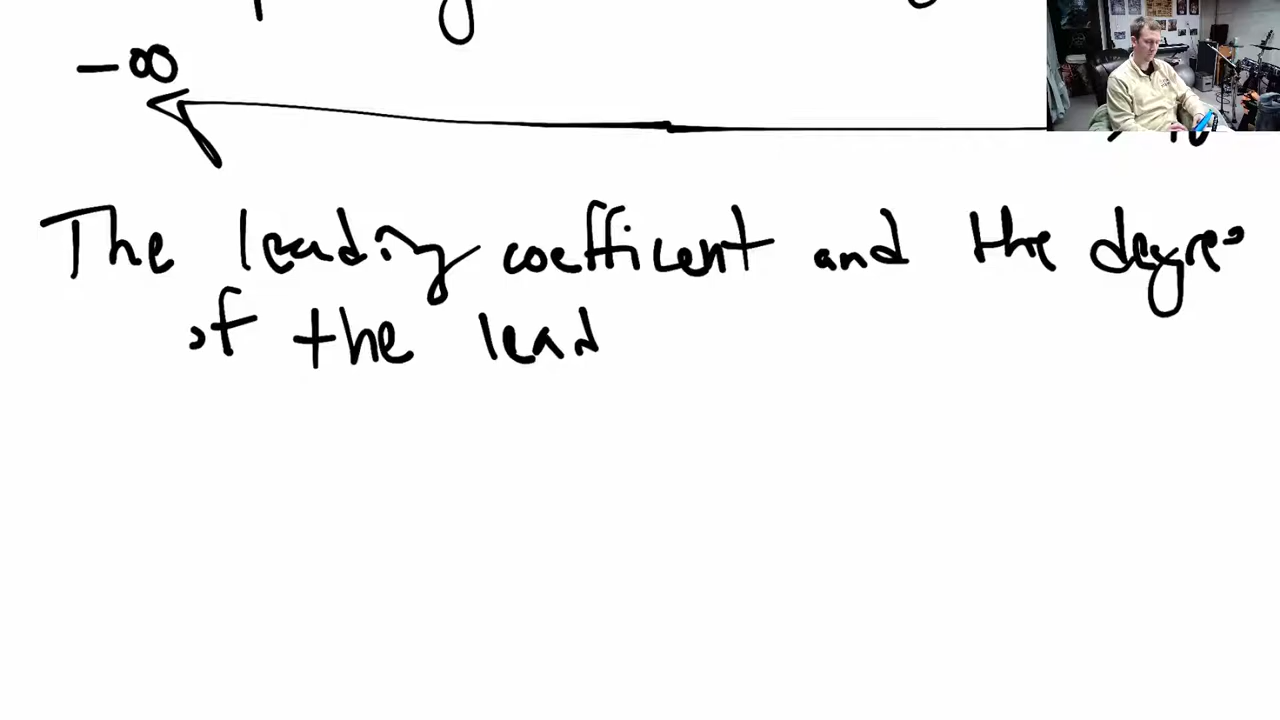 -∞
The leading coefficent and the degree
of the lead